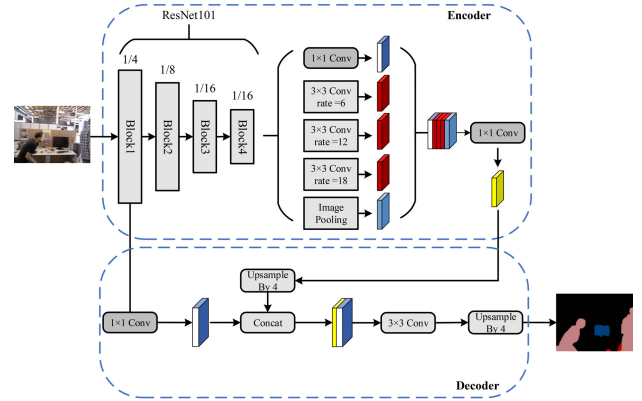 ResNet101
Encoder
1/4
1/8
1/16
1/16
Block1
Block2
Block3
Block4
1×1 Conv
3×3 Conv
rate =6
3×3 Conv
rate =12
3×3 Conv
rate =18
Image
Pooling
1×1 Conv
Upsample
By 4
1×1 Conv
Concat
3×3 Conv
Upsample
By 4
Decoder